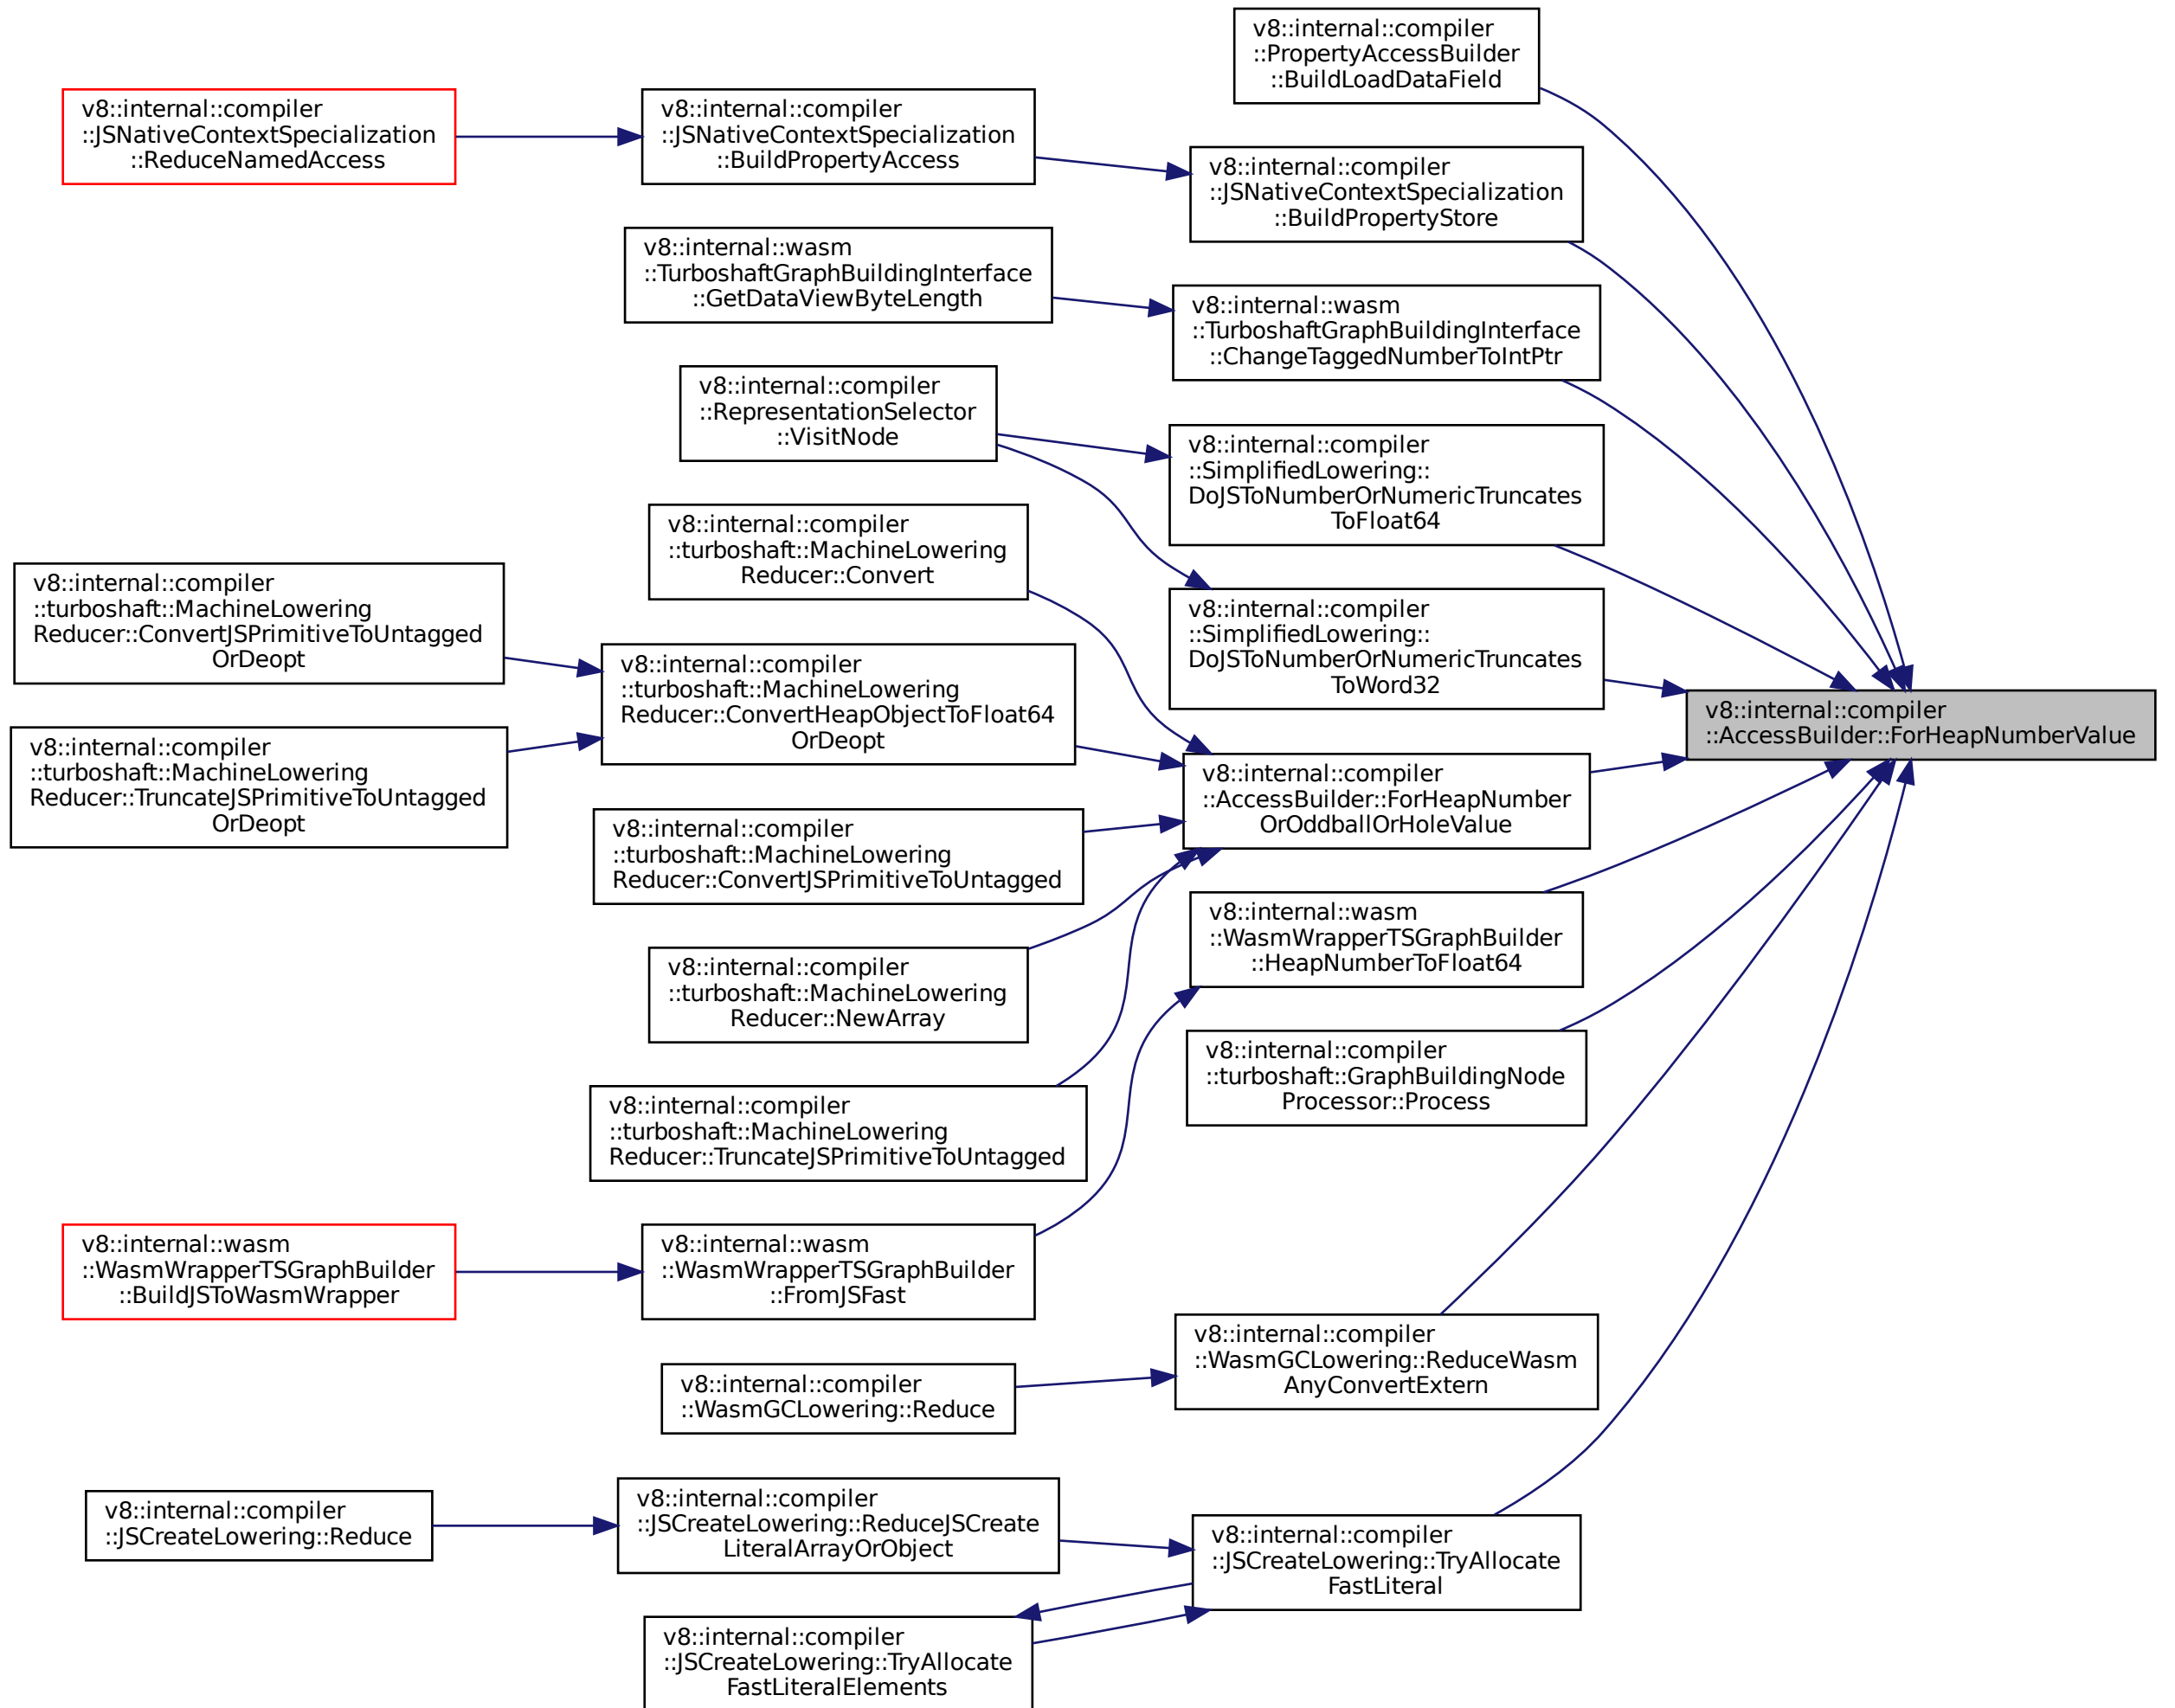 v8::internal::compiler
::PropertyAccessBuilder
::BuildLoadDataField
v8::internal::compiler
::JSNativeContextSpecialization
::ReduceNamedAccess
v8::internal::compiler
::JSNativeContextSpecialization
::BuildPropertyAccess
v8::internal::compiler
::JSNativeContextSpecialization
::BuildPropertyStore
v8::internal::wasm
::TurboshaftGraphBuildingInterface
::GetDataViewByteLength
v8::internal::wasm
::TurboshaftGraphBuildingInterface
::ChangeTaggedNumberToIntPtr
v8::internal::compiler
::RepresentationSelector
::VisitNode
v8::internal::compiler
::SimplifiedLowering::
DoJSToNumberOrNumericTruncates
ToFloat64
v8::internal::compiler
::turboshaft::MachineLowering
Reducer::Convert
v8::internal::compiler
::SimplifiedLowering::
DoJSToNumberOrNumericTruncates
ToWord32
v8::internal::compiler
::turboshaft::MachineLowering
Reducer::ConvertJSPrimitiveToUntagged
OrDeopt
v8::internal::compiler
::turboshaft::MachineLowering
Reducer::ConvertHeapObjectToFloat64
OrDeopt
v8::internal::compiler
::AccessBuilder::ForHeapNumberValue
v8::internal::compiler
::turboshaft::MachineLowering
Reducer::TruncateJSPrimitiveToUntagged
OrDeopt
v8::internal::compiler
::AccessBuilder::ForHeapNumber
OrOddballOrHoleValue
v8::internal::compiler
::turboshaft::MachineLowering
Reducer::ConvertJSPrimitiveToUntagged
v8::internal::wasm
::WasmWrapperTSGraphBuilder
::HeapNumberToFloat64
v8::internal::compiler
::turboshaft::MachineLowering
Reducer::NewArray
v8::internal::compiler
::turboshaft::GraphBuildingNode
Processor::Process
v8::internal::compiler
::turboshaft::MachineLowering
Reducer::TruncateJSPrimitiveToUntagged
v8::internal::wasm
::WasmWrapperTSGraphBuilder
::BuildJSToWasmWrapper
v8::internal::wasm
::WasmWrapperTSGraphBuilder
::FromJSFast
v8::internal::compiler
::WasmGCLowering::ReduceWasm
AnyConvertExtern
v8::internal::compiler
::WasmGCLowering::Reduce
v8::internal::compiler
::JSCreateLowering::Reduce
v8::internal::compiler
::JSCreateLowering::ReduceJSCreate
LiteralArrayOrObject
v8::internal::compiler
::JSCreateLowering::TryAllocate
FastLiteral
v8::internal::compiler
::JSCreateLowering::TryAllocate
FastLiteralElements